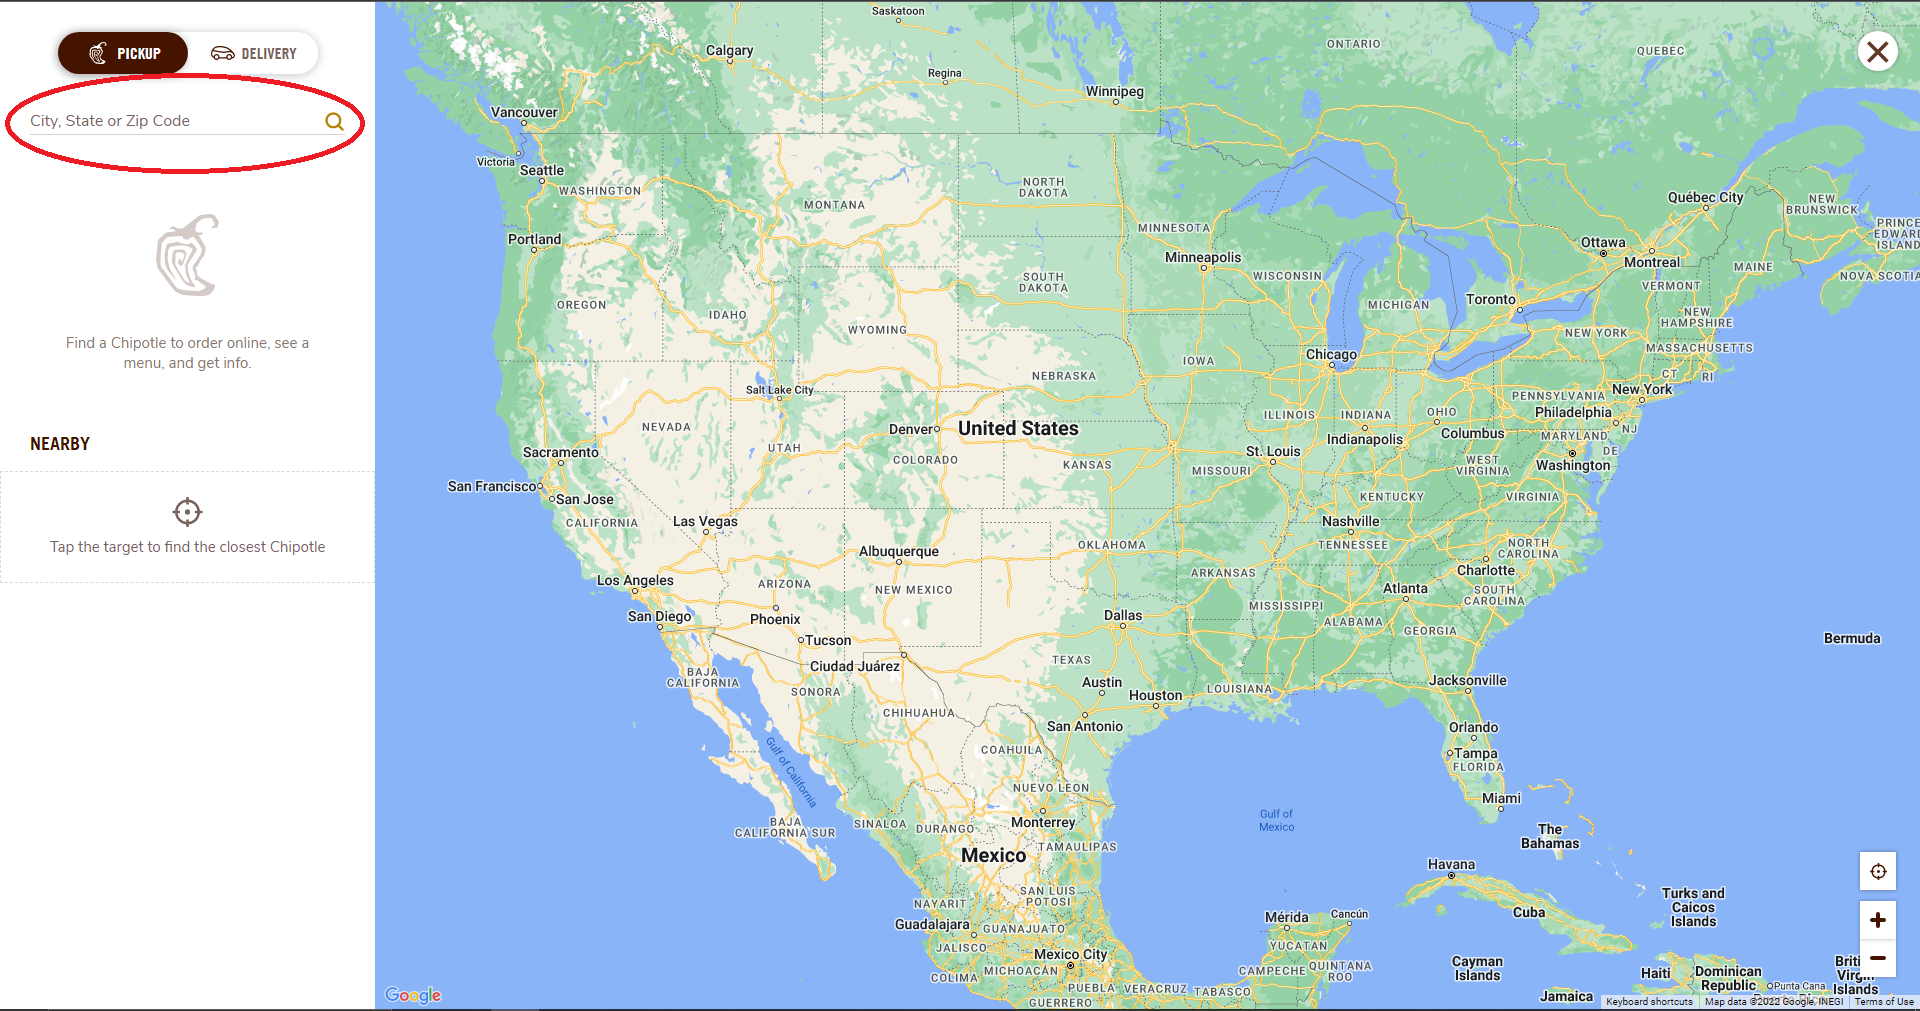 PICKUP
DELIVERY
City, State or Zip Code
Find a Chipotle to order online, see a
menu, and get info.
NEARBY
Tap the target to find the closest Chipotle
Saskatoon
Calgary
Regina
Winnipeg
ONTARIO
QUEBEC
Vancouver
Victoria
Seattle
WASHINGTON
MONTANA
NORTH
DAKOTA
MINNESOTA
Québec City
NEW
BRUNSWICK
PRINCE
EDWARD
ISLAND
NOVA SCOTIA
Portland
Minneapolis
WISCONSIN
Ottawa
Montreal
MAINE
OREGON
IDAHO
SOUTH
DAKOTA
WYOMING
MICHIGAN
Toronto
VERMONT
NEW
HAMPSHIRE
NEW YORK
MASSACHUSETTS
CT
RI
IOWA
Chicago
NEBRASKA
Salt Lake City
New York
PENNSYLVANIA
Philadelphia
NJ
ILLINOIS
INDIANA
OHIO
Indianapolis
Columbus
MARYLAND
DE
NEVADA
UTAH
Denver
United States
COLORADO
KANSAS
MISSOURI
St. Louis
WEST
VIRGINIA
Washington
Sacramento
San Francisco
San Jose
CALIFORNIA
Las Vegas
KENTUCKY
VIRGINIA
Nashville
TENNESSEE
OKLAHOMA
NORTH
CAROLINA
Charlotte
Albuquerque
ARIZONA
NEW MEXICO
ARKANSAS
Atlanta
SOUTH
CAROLINA
Los Angeles
San Diego
Phoenix
Tucson
Dallas
MISSISSIPPI
ALABAMA
GEORGIA
Bermuda
Ciudad Juárez
BAJA
CALIFORNIA
SONORA
CHIHUAHUA
TEXAS
Austin
Houston
San Antonio
LOUISIANA
Jacksonville
Orlando
Tampa
FLORIDA
Miami
Gulf of California
COAHUILA
NUEVO LEON
Monterrey
Gulf of
Mexico
The
Bahamas
BAJA
CALIFORNIA SUR
SINALOA
DURANGO
Mexico
TAMAULIPAS
Havana
Cuba
Turks and
Caicos
Islands
SAN LUIS
POTOSI
NAYARIT
Guadalajara
GUANAJUATO
JALISCO
Mexico City
Mérida
Cancún
YUCATAN
CAMPECHE
QUINTANA
ROO
Cayman
Islands
COLIMA
MICHOACÁN
PUEBLA
VERACRUZ
TABASCO
GUERRERO
Haiti
Dominican
Republic
Punta Cana
Jamaica
Islands
Google
Keyboard shortcuts
Map data ©2022 Google, INEGI
Terms of Use